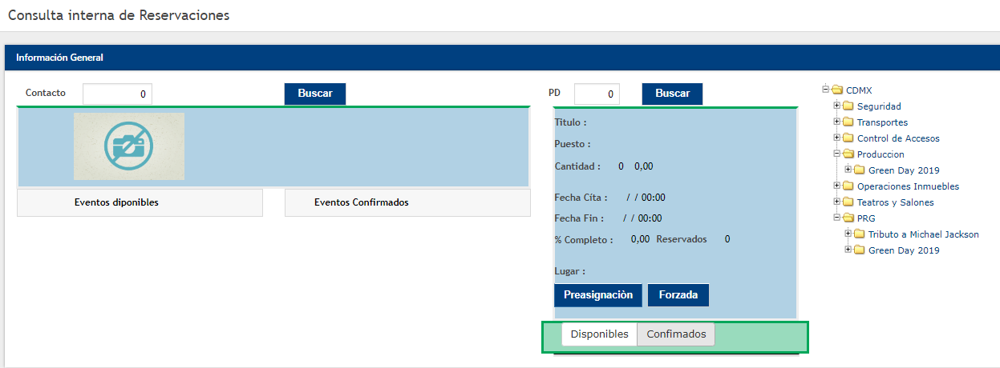 Consulta interna de Reservaciones
Información General
Contacto 0 Buscar
Eventos diponibles Eventos Confirmados
PD 0 Buscar
Titulo :
Puesto :
Cantidad : 0 0,00
Fecha Cíta : / / 00:00
Fecha Fin : / / 00:00
% Completo : 0,00 Reservados 0
Lugar :
Preasignaciòn Forzada
Disponibles Confimados
CDMX
Seguridad
Transportes
Control de Accesos
Produccion
Green Day 2019
Operaciones Inmuebles
Teatros y Salones
PRG
Tributo a Michael Jackson
Green Day 2019